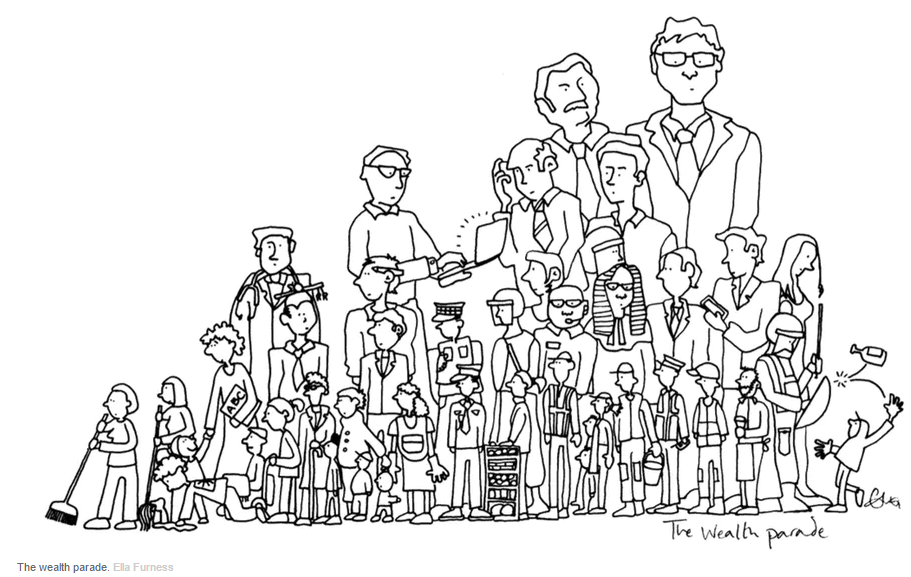 ABC
The Wealth parade
The wealth parade. Ella Furness